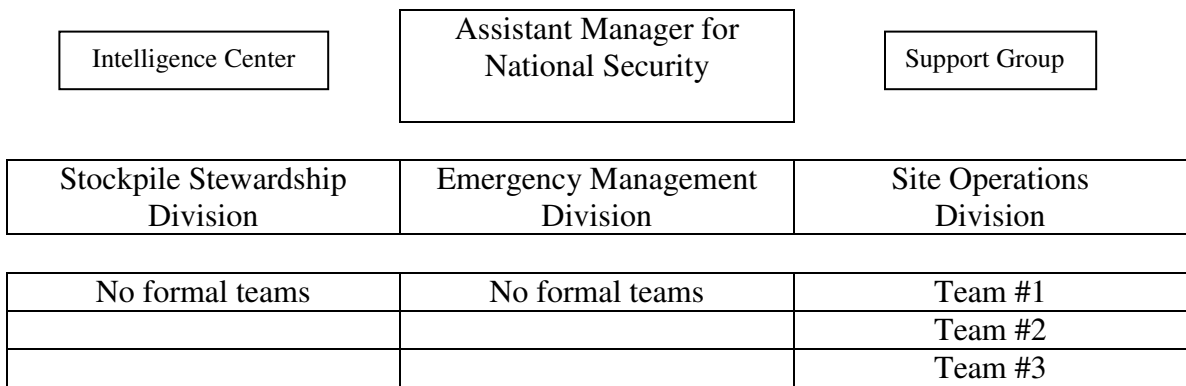 Intelligence Center
Assistant Manager for
National Security
Support Group
Stockpile Stewardship
Division
Emergency Management
Division
Site Operations
Division
No formal teams
No formal teams
Team #1
Team #2
Team #3